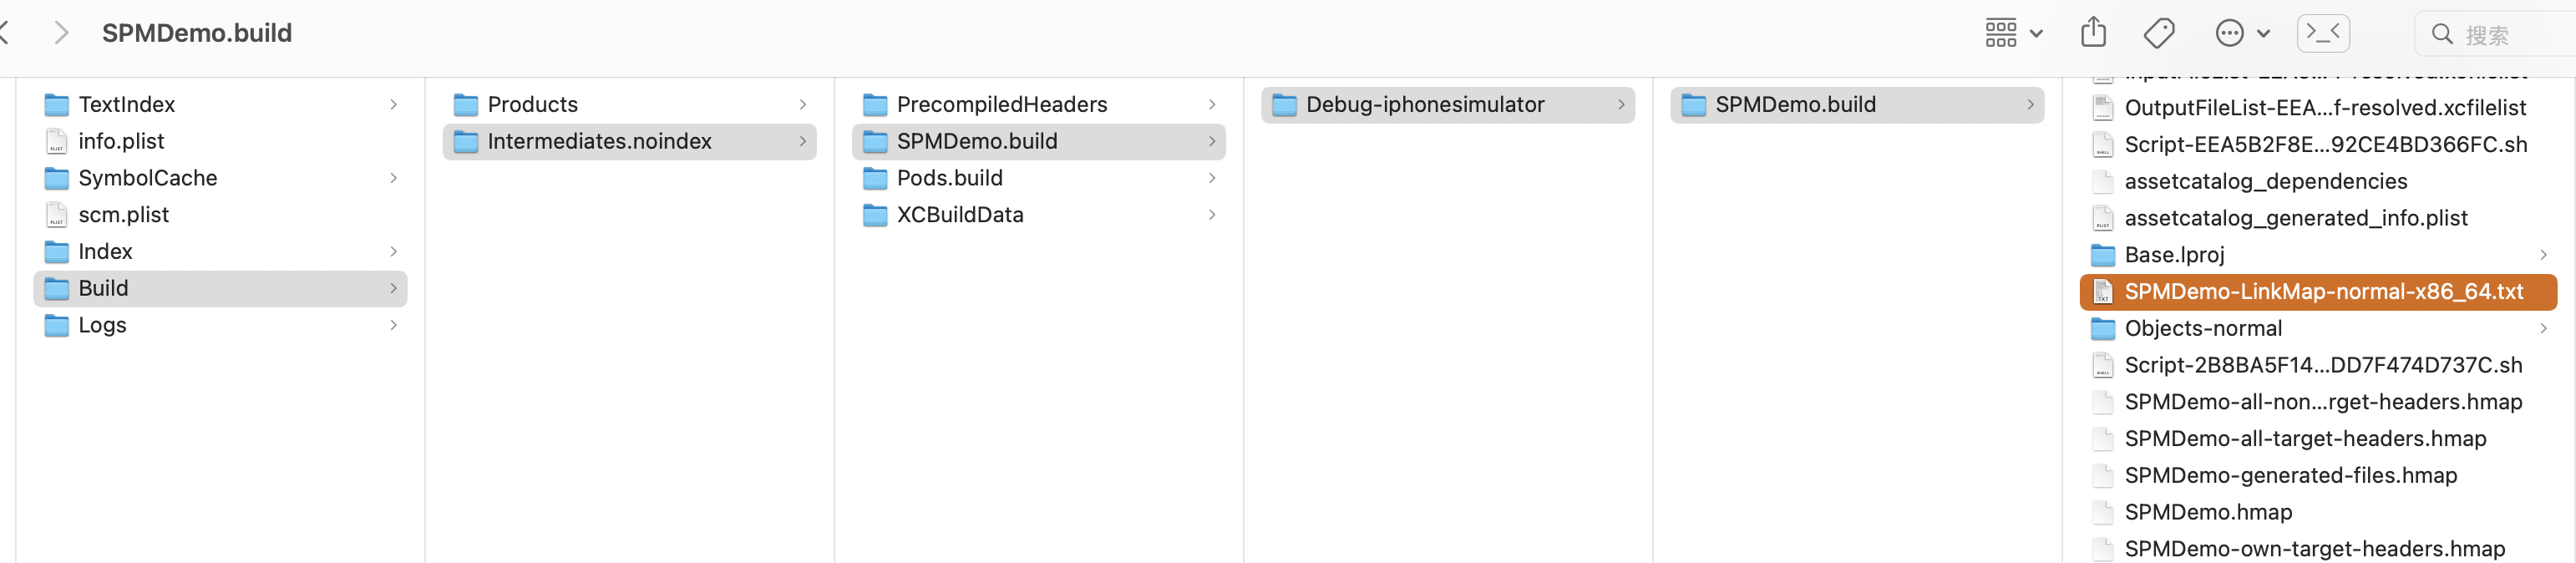 SPMDemo.build
搜索
TextIndex
info.plist
SymbolCache
scm.plist
Index
Build
Logs
Products
Intermediates.noindex
PrecompiledHeaders
SPMDemo.build
Pods.build
XCBuildData
Debug-iphonesimulator
SPMDemo.build
OutputFileList-EEA...f-resolved.xcfilelist
Script-EEA5B2F8E...92CE4BD366FC.sh
assetcatalog_dependencies
assetcatalog_generated_info.plist
Base.lproj
SPMDemo-LinkMap-normal-x86_64.txt
Objects-normal
Script-2B8BA5F14...DD7F474D737C.sh
SPMDemo-all-non...rget-headers.hmap
SPMDemo-all-target-headers.hmap
SPMDemo-generated-files.hmap
SPMDemo.hmap
SPMDemo-own-target-headers.hmap